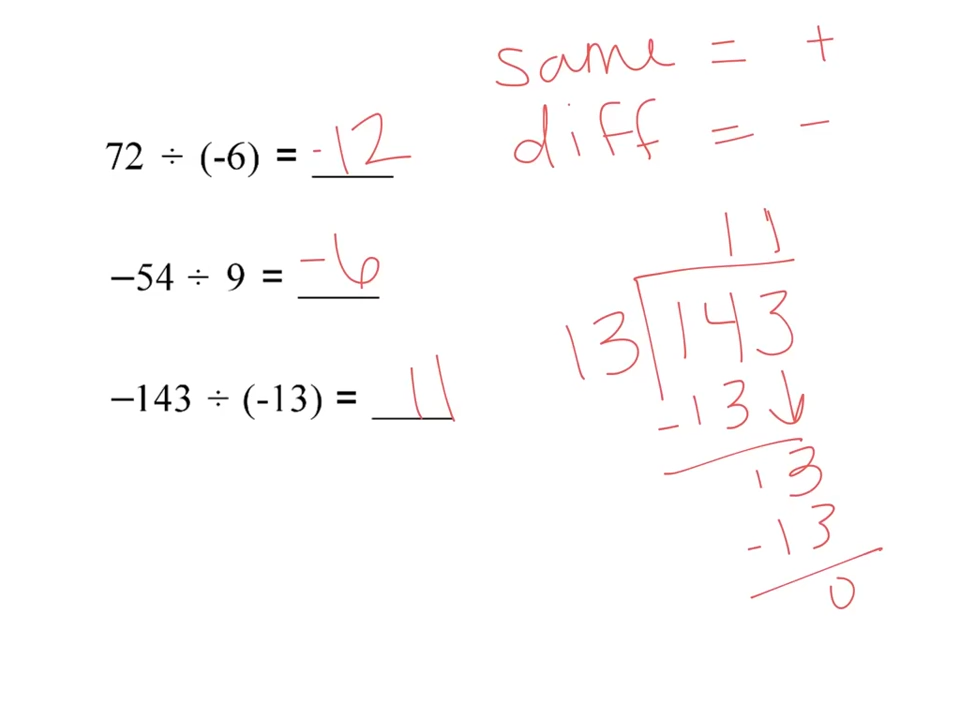 same = +
diff = -
72 ÷ (-6) = -12
−54 ÷ 9 = -6
−143 ÷ (-13) = 11
11
13 143
-13↓
13
-13
0